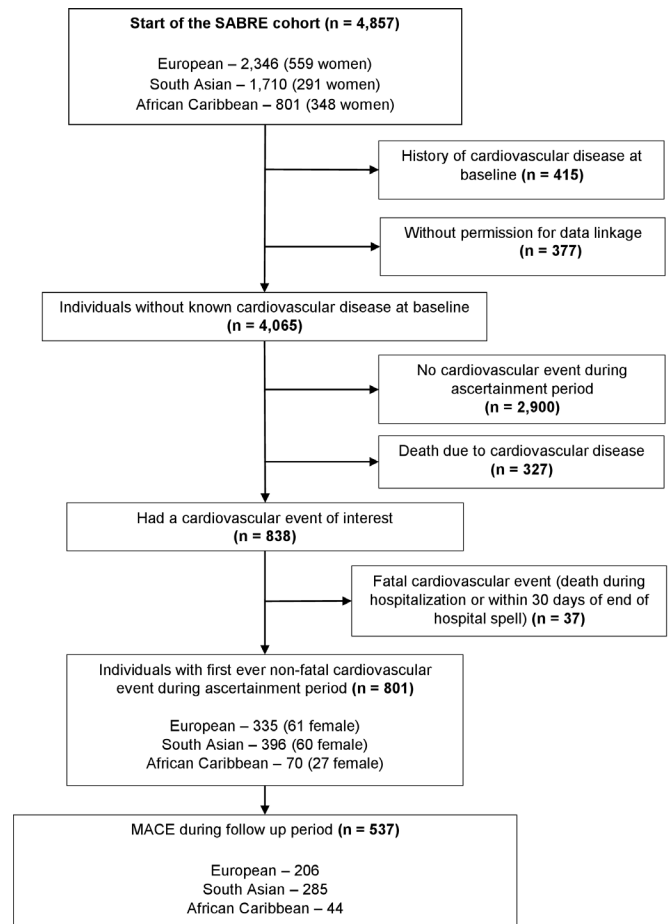 Start of the SABRE cohort (n = 4,857)
European – 2,346 (559 women)
South Asian – 1,710 (291 women)
African Caribbean – 801 (348 women)
History of cardiovascular disease at
baseline (n = 415)
Without permission for data linkage
(n = 377)
Individuals without known cardiovascular disease at baseline
(n = 4,065)
No cardiovascular event during
ascertainment period
(n = 2,900)
Death due to cardiovascular disease
(n = 327)
Had a cardiovascular event of interest
(n = 838)
Fatal cardiovascular event (death during
hospitalization or within 30 days of end of
hospital spell) (n = 37)
Individuals with first ever non-fatal cardiovascular
event during ascertainment period (n = 801)
European – 335 (61 female)
South Asian – 396 (60 female)
African Caribbean – 70 (27 female)
MACE during follow up period (n = 537)
European – 206
South Asian – 285
African Caribbean – 44